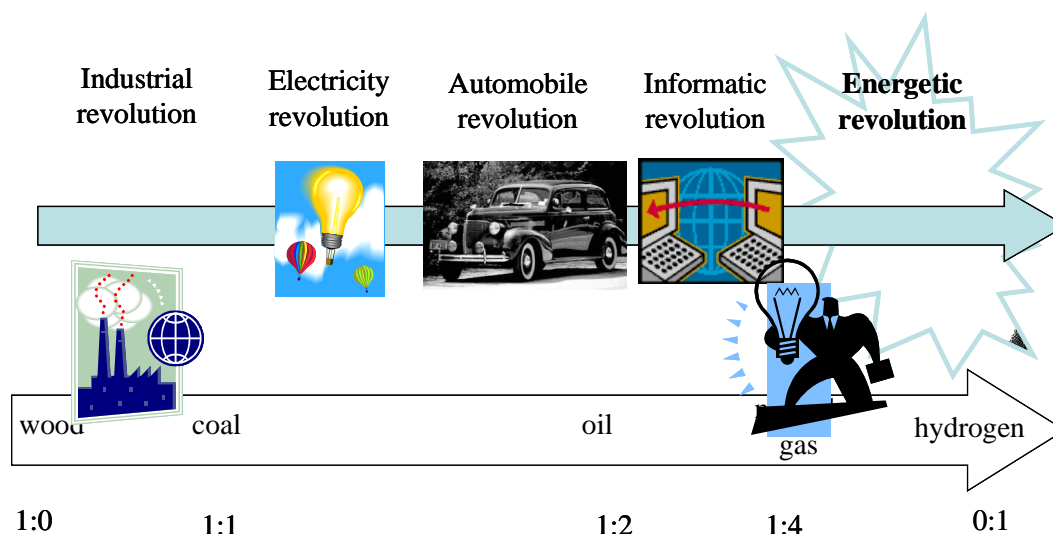 Industrial
revolution
Electricity
revolution
Automobile
revolution
Informatic
revolution
Energetic
revolution
wood
coal
oil
gas
hydrogen
1:0
1:1
1:2
1:4
0:1